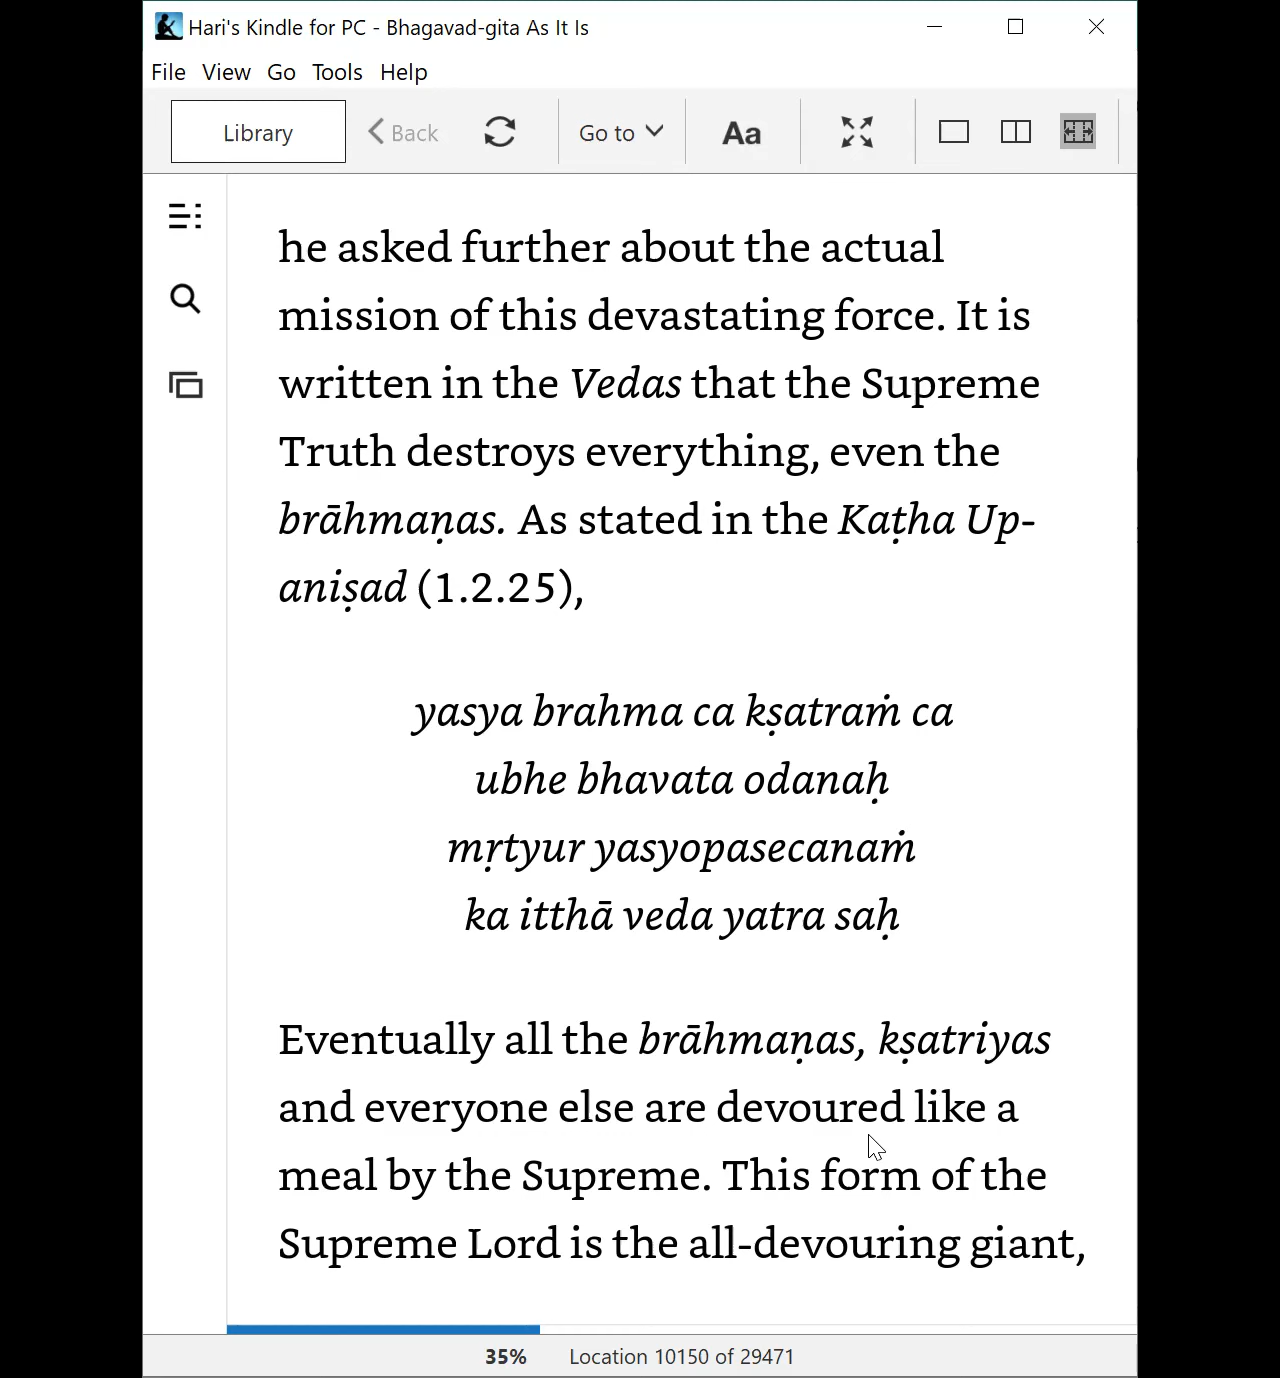 Hari's Kindle for PC - Bhagavad-gita As It Is
File View Go Tools Help
Library Back Go to Aa
he asked further about the actual
mission of this devastating force. It is
written in the Vedas that the Supreme
Truth destroys everything, even the
brāhmaṇas. As stated in the Kaṭha Up-
aniṣad (1.2.25),
yasya brahma ca kṣatraṁ ca
ubhe bhavata odanaḥ
mṛtyur yasyopasecanaṁ
ka itthā veda yatra saḥ
Eventually all the brāhmaṇas, kṣatriyas
and everyone else are devoured like a
meal by the Supreme. This form of the
Supreme Lord is the all-devouring giant,
35% Location 10150 of 29471